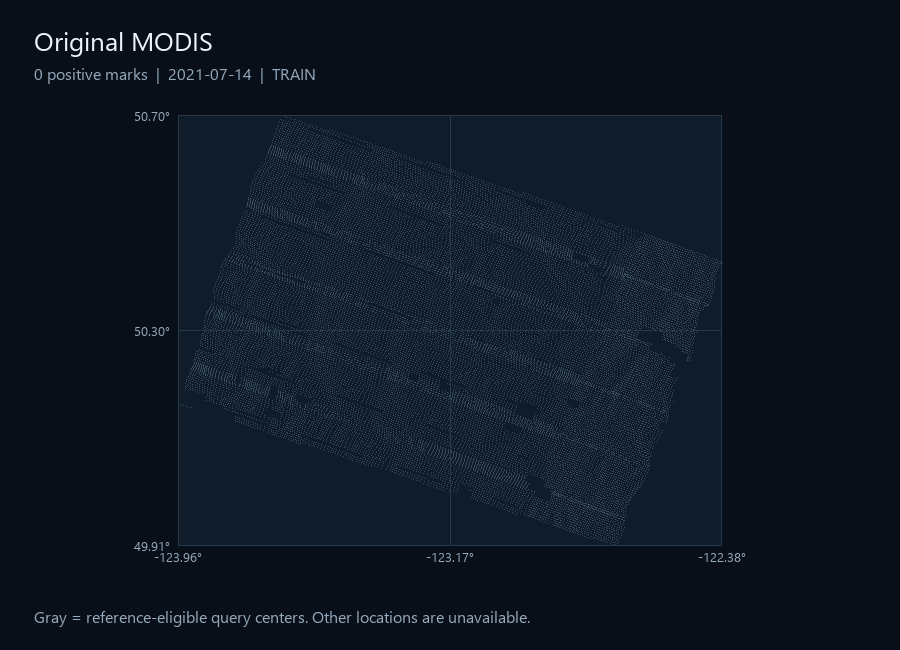 Original MODIS
0 positive marks | 2021-07-14 | TRAIN
50.70°
50.30°
49.91°
-123.96°
-123.17°
-122.38°
Gray = reference-eligible query centers. Other locations are unavailable.